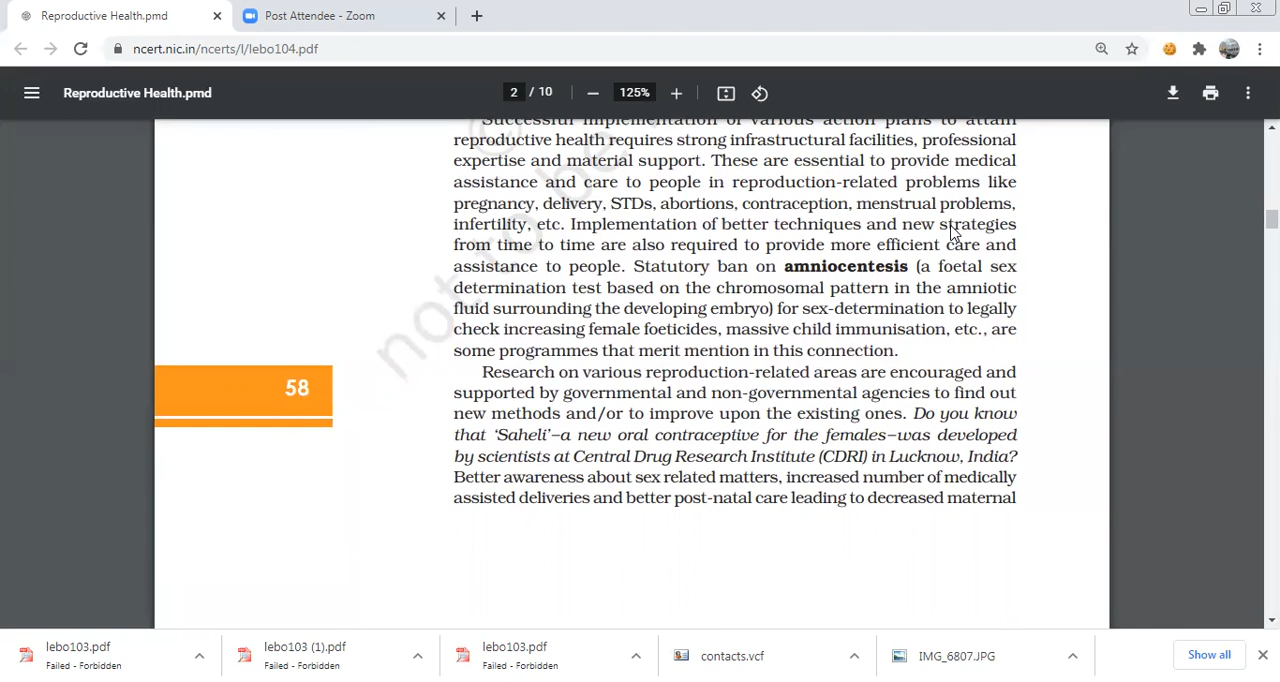 Reproductive Health.pmd
Post Attendee - Zoom
ncert.nic.in/ncerts/l/lebo104.pdf
Reproductive Health.pmd
2 / 10
125%
Successful implementation of various action plans to attain
reproductive health requires strong infrastructural facilities, professional
expertise and material support. These are essential to provide medical
assistance and care to people in reproduction-related problems like
pregnancy, delivery, STDs, abortions, contraception, menstrual problems,
infertility, etc. Implementation of better techniques and new strategies
from time to time are also required to provide more efficient care and
assistance to people. Statutory ban on amniocentesis (a foetal sex
determination test based on the chromosomal pattern in the amniotic
fluid surrounding the developing embryo) for sex-determination to legally
check increasing female foeticides, massive child immunisation, etc., are
some programmes that merit mention in this connection.
58
Research on various reproduction-related areas are encouraged and
supported by governmental and non-governmental agencies to find out
new methods and/or to improve upon the existing ones. Do you know
that ‘Saheli’–a new oral contraceptive for the females–was developed
by scientists at Central Drug Research Institute (CDRI) in Lucknow, India?
Better awareness about sex related matters, increased number of medically
assisted deliveries and better post-natal care leading to decreased maternal
©
not to be
lebo103.pdf
Failed - Forbidden
lebo103 (1).pdf
Failed - Forbidden
lebo103.pdf
Failed - Forbidden
contacts.vcf
IMG_6807.JPG
Show all